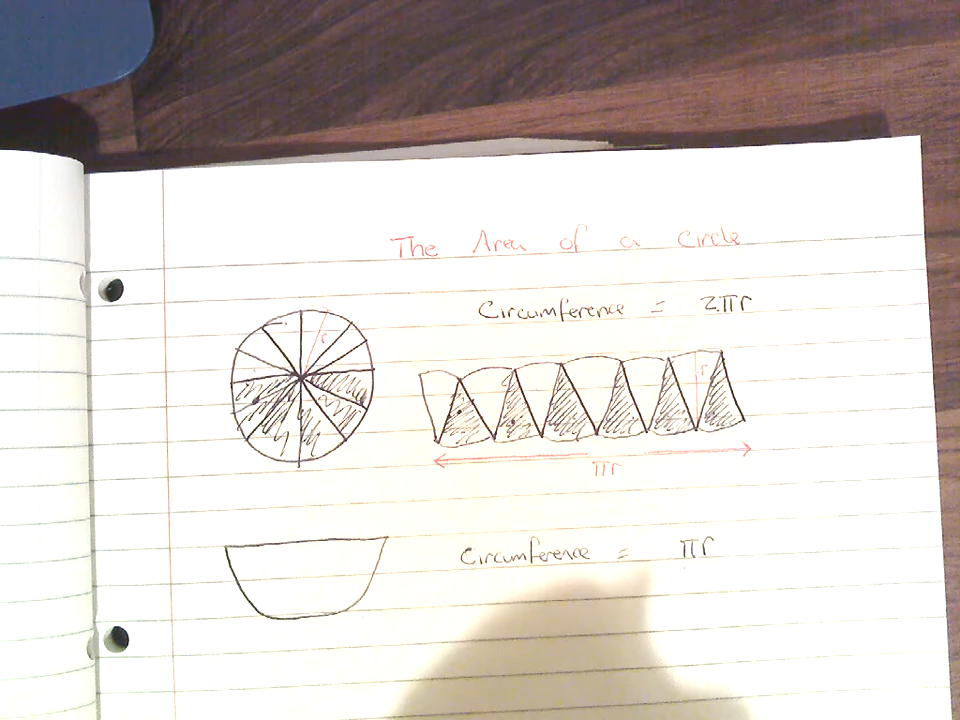 The Area of a Circle
Circumference = 2πr
r
r
πr
Circumference = πr